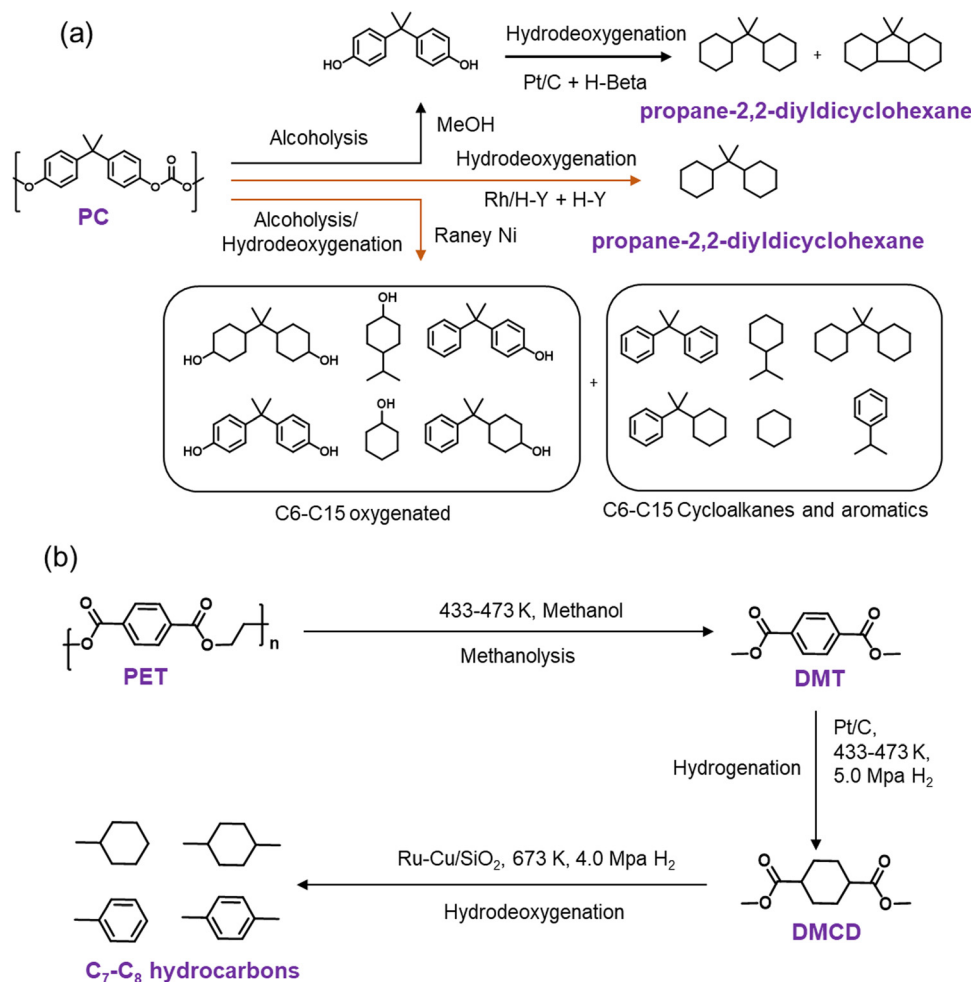 (a)
HO
OH
Hydrodeoxygenation
Pt/C + H-Beta
+
propane-2,2-diyldicyclohexane
Alcoholysis
MeOH
O
O
O
O
PC
Hydrodeoxygenation
Rh/H-Y + H-Y
propane-2,2-diyldicyclohexane
Alcoholysis/
Hydrodeoxygenation
Raney Ni
HO
OH
OH
OH
HO
OH
OH
OH
+
C6-C15 oxygenated
C6-C15 Cycloalkanes and aromatics
(b)
O
O
O
O
n
PET
433-473 K, Methanol
Methanolysis
O
O
O
O
DMT
Hydrogenation
Pt/C,
433-473 K,
5.0 Mpa H₂
O
O
O
O
DMCD
Ru-Cu/SiO₂, 673 K, 4.0 Mpa H₂
Hydrodeoxygenation
C₇-C₈ hydrocarbons